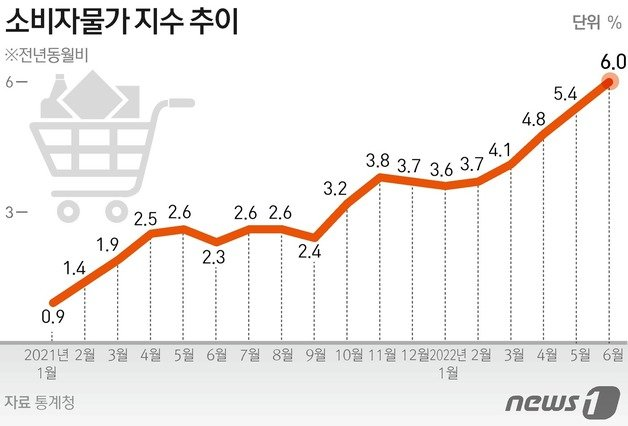 소비자물가 지수 추이
단위 %
※전년동월비
6
3
0.9
1.4
1.9
2.5
2.6
2.3
2.6
2.6
2.4
3.2
3.8
3.7
3.6
3.7
4.1
4.8
5.4
6.0
2021년 2월 3월 4월 5월 6월 7월 8월 9월 10월 11월 12월 2022년 2월 3월 4월 5월 6월
1월 1월
자료 통계청
news1